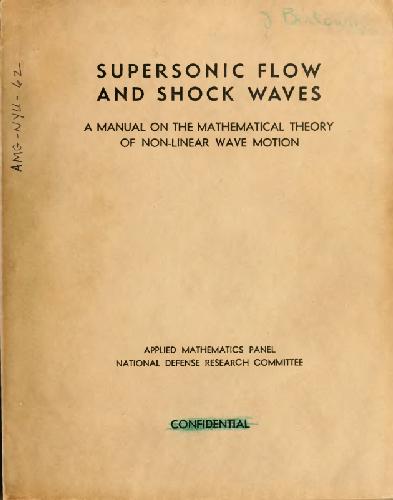 SUPERSONIC FLOW
AND SHOCK WAVES
A MANUAL ON THE MATHEMATICAL THEORY
OF NON-LINEAR WAVE MOTION
AMG-NYU-62
APPLIED MATHEMATICS PANEL
NATIONAL DEFENSE RESEARCH COMMITTEE
CONFIDENTIAL